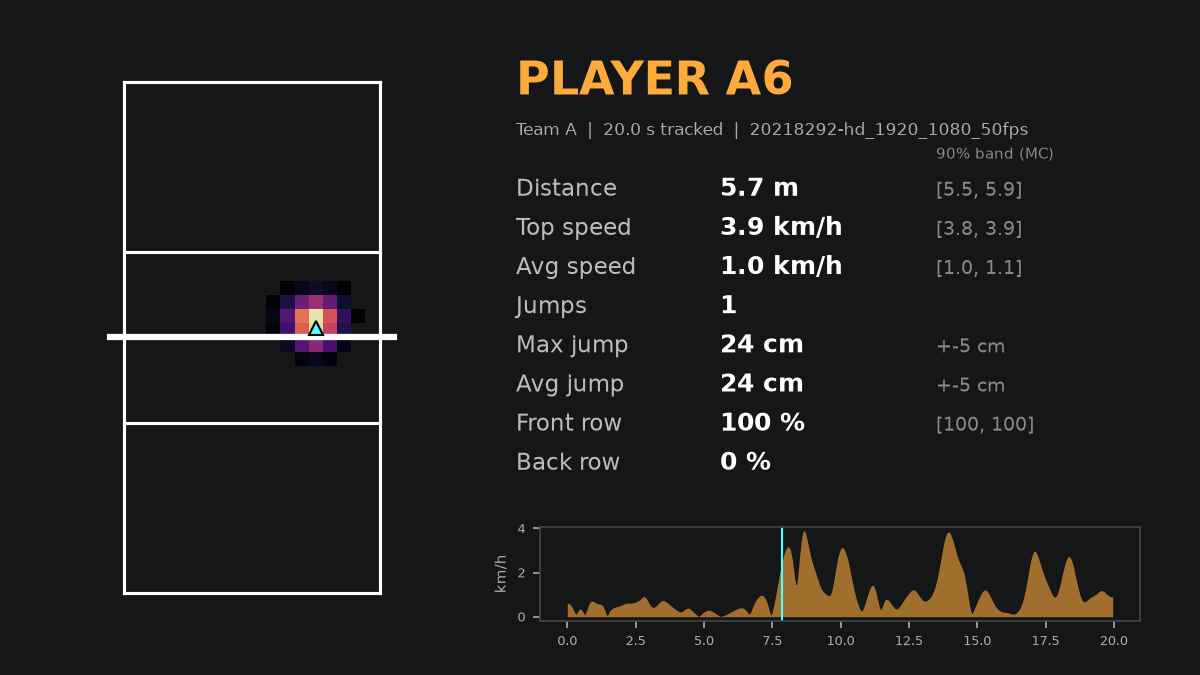 PLAYER A6
Team A | 20.0 s tracked | 20218292-hd_1920_1080_50fps
90% band (MC)
Distance 5.7 m [5.5, 5.9]
Top speed 3.9 km/h [3.8, 3.9]
Avg speed 1.0 km/h [1.0, 1.1]
Jumps 1
Max jump 24 cm +-5 cm
Avg jump 24 cm +-5 cm
Front row 100 % [100, 100]
Back row 0 %
km/h
4
2
0
0.0 2.5 5.0 7.5 10.0 12.5 15.0 17.5 20.0